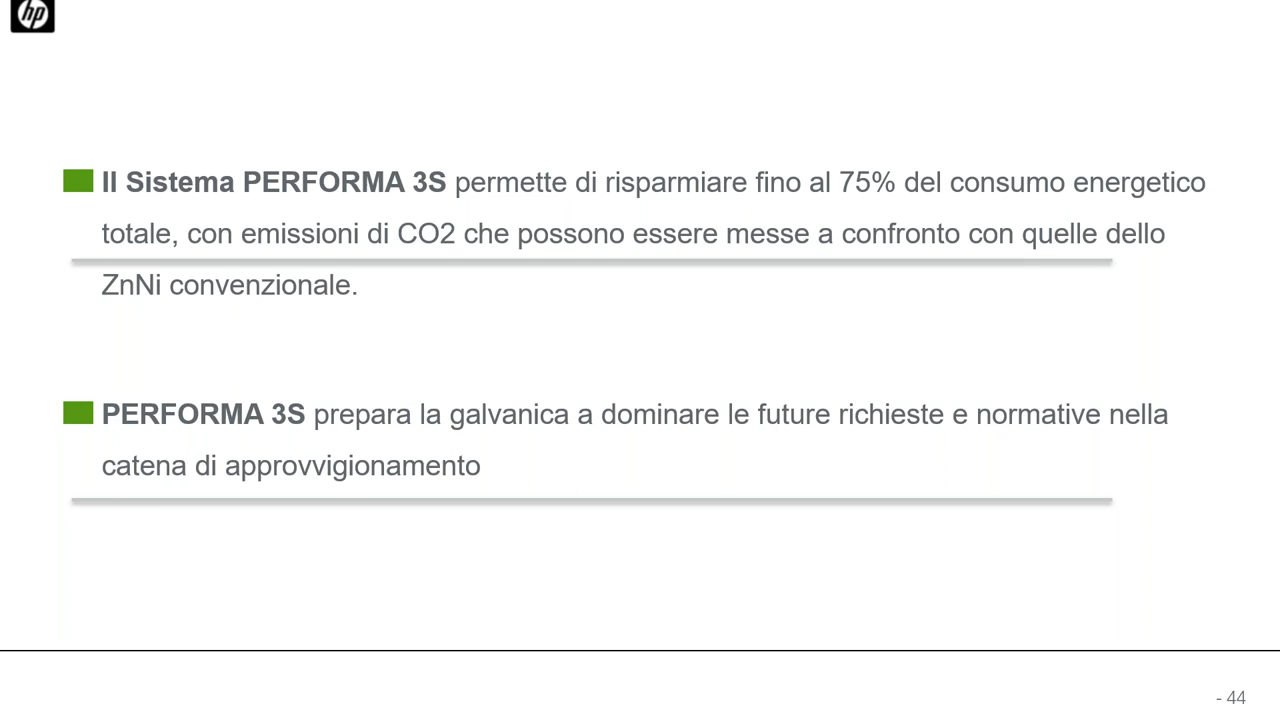 hp
Il Sistema PERFORMA 3S permette di risparmiare fino al 75% del consumo energetico
totale, con emissioni di CO2 che possono essere messe a confronto con quelle dello
ZnNi convenzionale.
PERFORMA 3S prepara la galvanica a dominare le future richieste e normative nella
catena di approvvigionamento
- 44